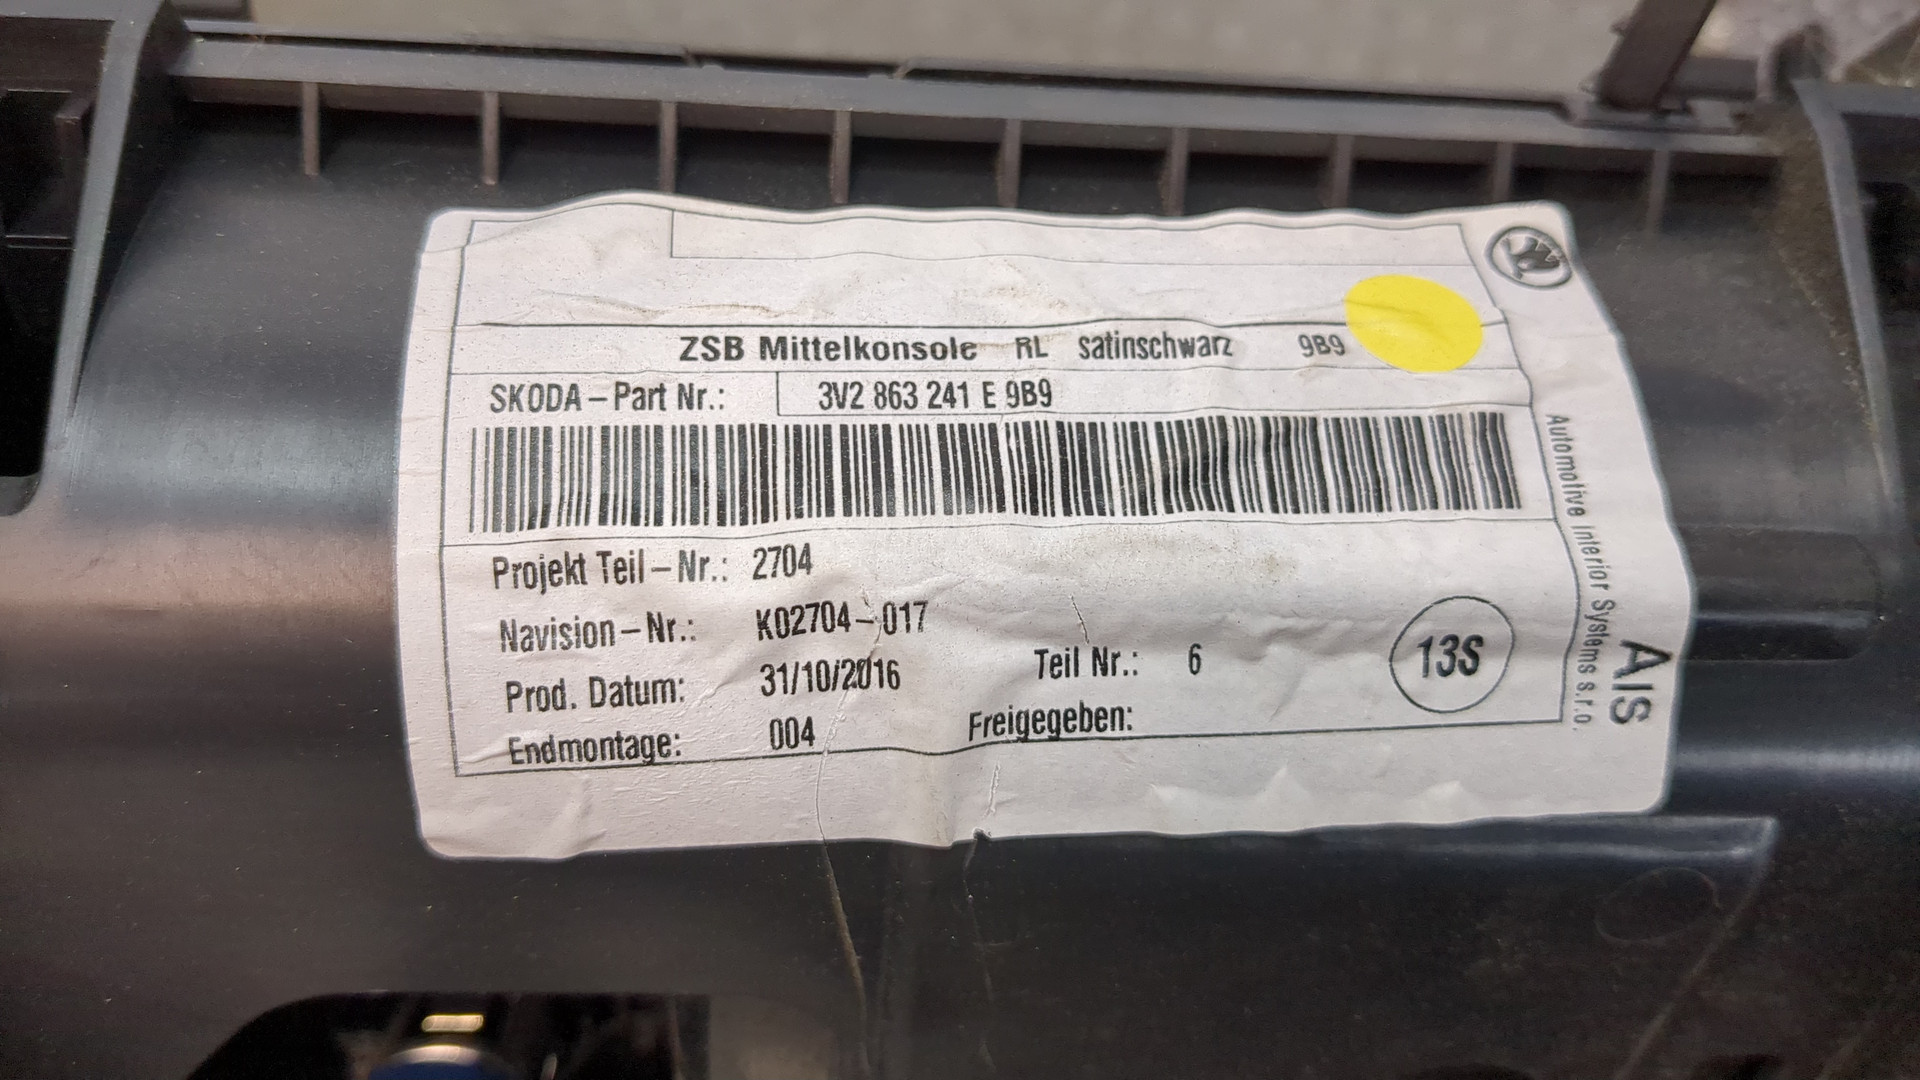 ZSB Mittelkonsole RL satinschwarz 9B9
SKODA-Part Nr.: 3V2 863 241 E 9B9
Projekt Teil-Nr.: 2704
Navision-Nr.: K02704-017
Prod. Datum: 31/10/2016 Teil Nr.: 6
Endmontage: 004 Freigegeben:
13S
Automotive Interior Systems s.r.o.
AIS